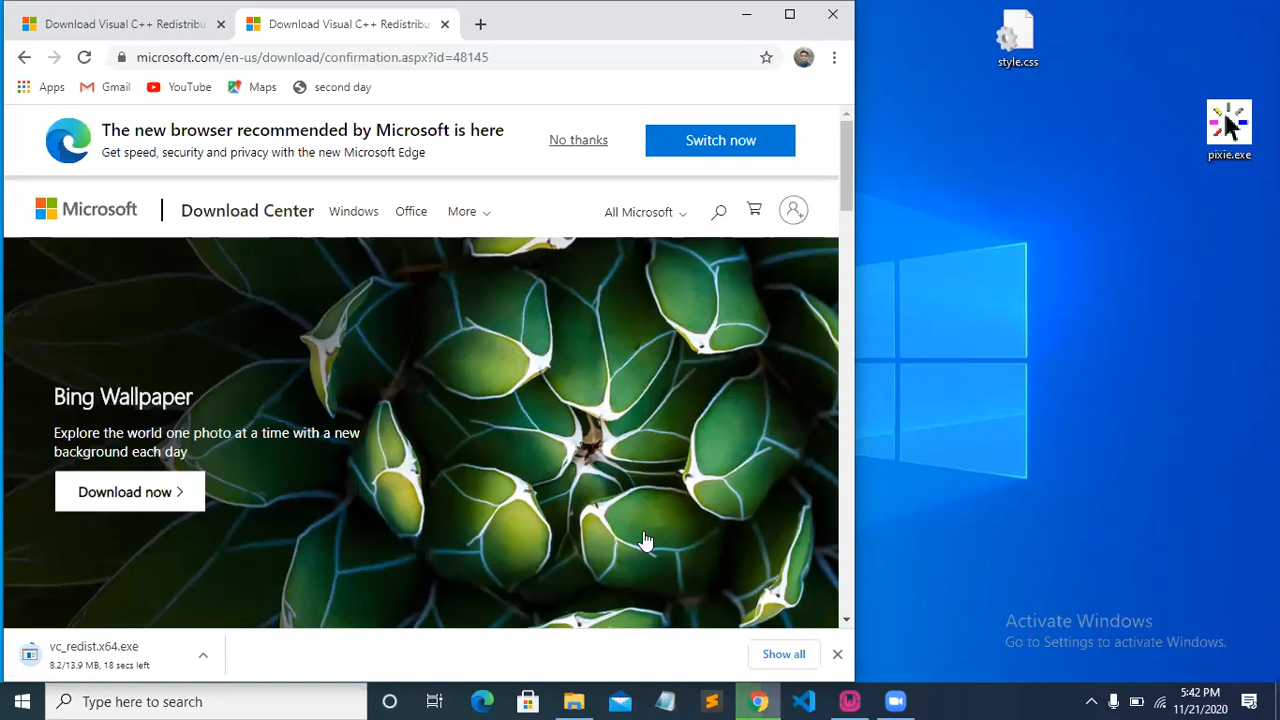 Download Visual C++ Redistribu
Download Visual C++ Redistribu
microsoft.com/en-us/download/confirmation.aspx?id=48145
Apps
Gmail
YouTube
Maps
second day
The new browser recommended by Microsoft is here
Get speed, security and privacy with the new Microsoft Edge
No thanks
Switch now
Microsoft
Download Center
Windows
Office
More
All Microsoft
Bing Wallpaper
Explore the world one photo at a time with a new
background each day
Download now
vc_redist.x64.exe
8.2/13.9 MB, 18 secs left
Show all
style.css
pixie.exe
Activate Windows
Go to Settings to activate Windows.
Type here to search
5:42 PM
11/21/2020